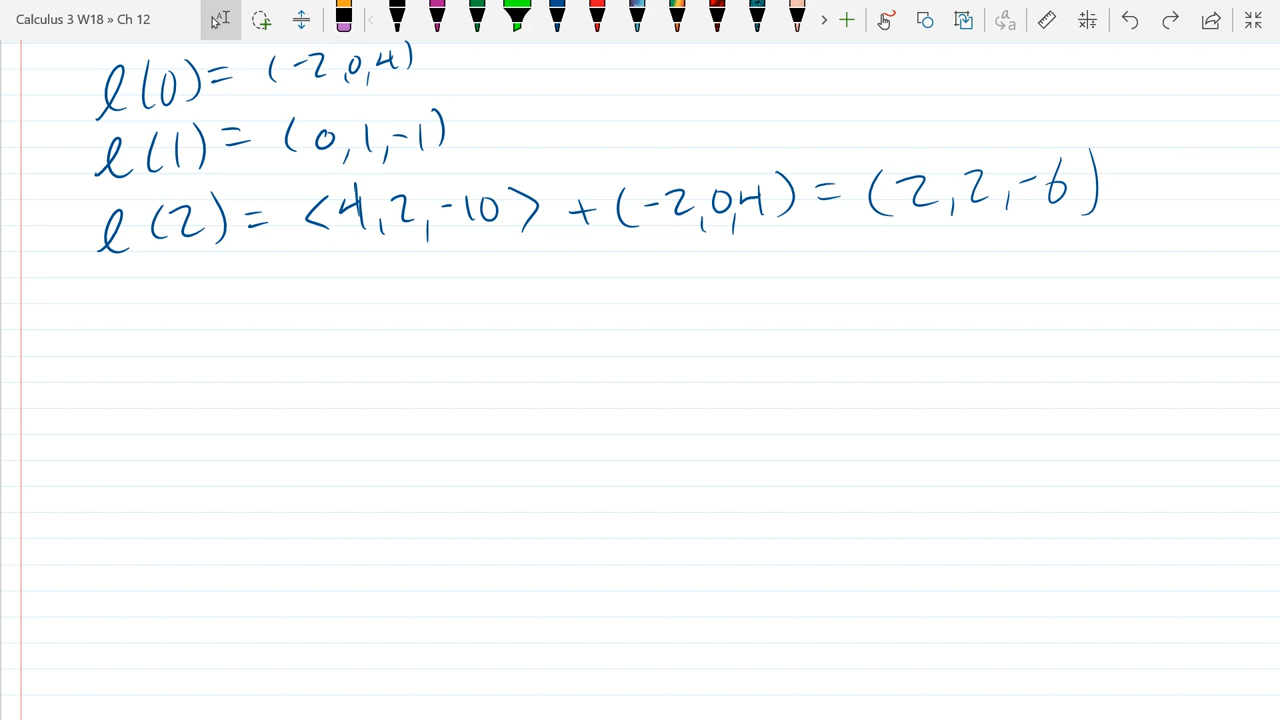 Calculus 3 W18 » Ch 12
l(0) = (-2,0,4)
l(1) = (0,1,-1)
l(2) = <4,2,-10> + (-2,0,4) = (2,2,-6)